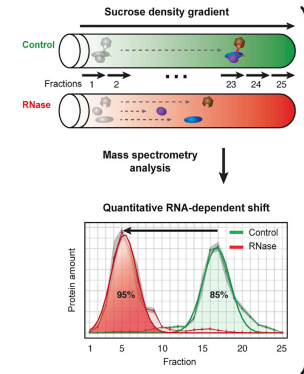 Sucrose density gradient
Control
Fractions 1 2 ... 23 24 25
RNase
Mass spectrometry
analysis
Quantitative RNA-dependent shift
Control
RNase
95% 85%
Protein amount
1 5 10 15 20 25
Fraction